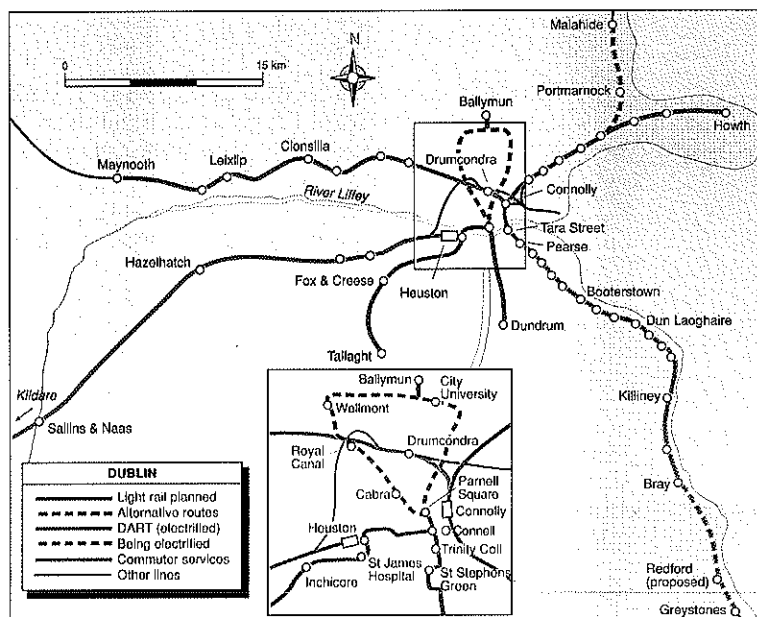 Malahide
N
0
15 km
Portmarnock
Ballymun
Howth
Clonsilla
Drumcondra
Leixlip
Maynooth
Connolly
River Liffey
Tara Street
Pearse
Hazelhatch
Fox & Creese
Heuston
Booterstown
Dun Laoghaire
Dundrum
Tallaght
Killiney
Kildare
Sallins & Naas
Ballymun
City
University
Wellmont
Drumcondra
Royal
Canal
Parnell
Square
Cabra
Connolly
Heuston
Connell
Trinity Coll
St James
Hospital
St Stephens
Green
Inchicore
Bray
Redford
(proposed)
Greystones
DUBLIN
Light rail planned
Alternative routes
DART (electrified)
Being electrified
Commuter services
Other lines